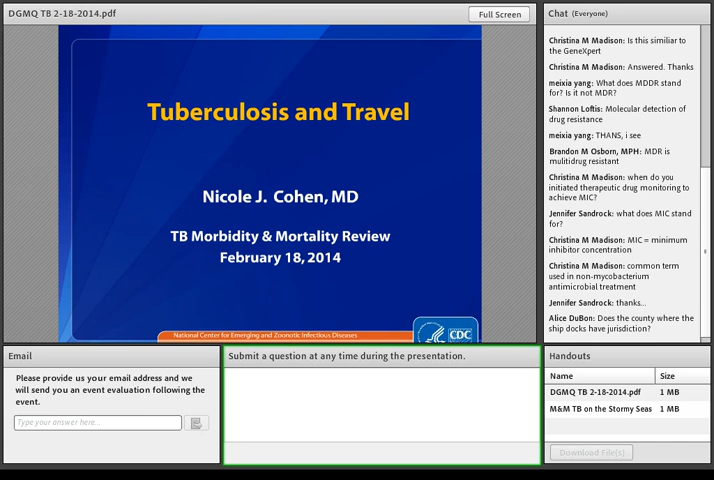 DGMQ TB 2-18-2014.pdf
Full Screen
Tuberculosis and Travel
Nicole J. Cohen, MD
TB Morbidity & Mortality Review
February 18, 2014
National Center for Emerging and Zoonotic Infectious Diseases
CDC
Chat (Everyone)
Christina M Madison: Is this similiar to
the GeneXpert
Christina M Madison: Answered. Thanks
meixia yang: What does MDDR stand
for? Is it not MDR?
Shannon Loftis: Molecular detection of
drug resistance
meixia yang: THANS, i see
Brandon M Osborn, MPH: MDR is
mulitidrug resistant
Christina M Madison: when do you
initiated therapeutic drug monitoring to
achieve MIC?
Jennifer Sandrock: what does MIC stand
for?
Christina M Madison: MIC = minimum
inhibitor concentration
Christina M Madison: common term
used in non-mycobacterium
antimicrobial treatment
Jennifer Sandrock: thanks...
Alice DuBon: Does the county where the
ship docks have jurisdiction?
Email
Please provide us your email address and we
will send you an event evaluation following the
event.
Type your answer here...
Submit a question at any time during the presentation.
Handouts
Name Size
DGMQ TB 2-18-2014.pdf 1 MB
M&M TB on the Stormy Seas 1 MB
Download File(s)